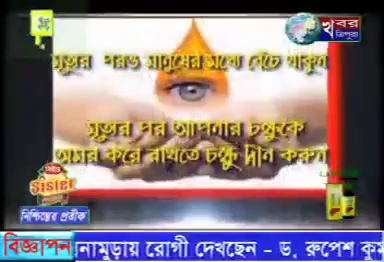 খবর
ত্রিপুরা
মৃত্যুর পরও মানুষের মধ্যে বেঁচে থাকুন
মৃত্যুর পর আপনার চক্ষুকে
অমর করে রাখতে চক্ষু দান করুন
সিস্টার
Sister
নিশ্চিন্তের প্রতীক
বিজ্ঞাপন
নামুড়ায় রোগী দেখছেন - ড. রুপেশ কুম